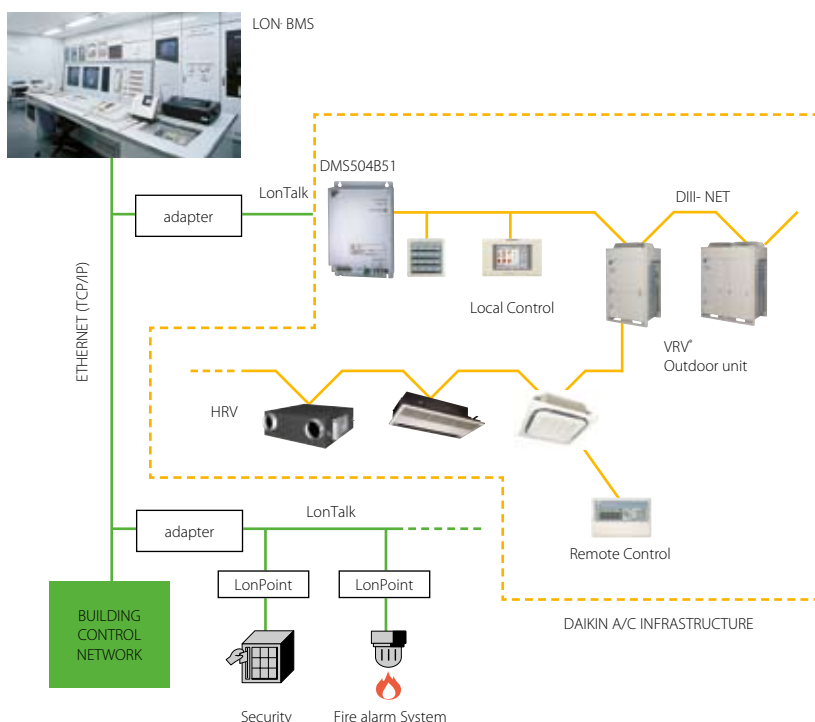 LON· BMS
DMS504B51
LonTalk
DIII- NET
adapter
Local Control
ETHERNET (TCP/IP)
VRV®
Outdoor unit
HRV
LonTalk
adapter
Remote Control
LonPoint
LonPoint
BUILDING
CONTROL
NETWORK
DAIKIN A/C INFRASTRUCTURE
Security
Fire alarm System